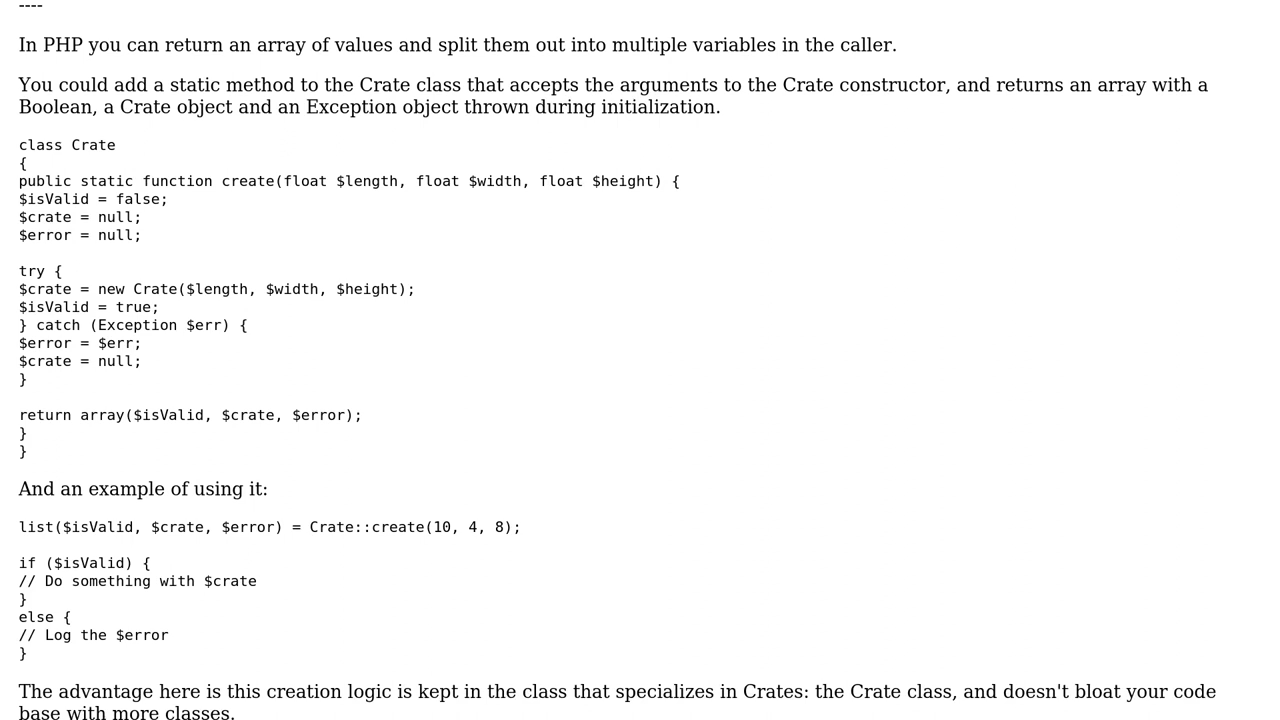 ----
In PHP you can return an array of values and split them out into multiple variables in the caller.
You could add a static method to the Crate class that accepts the arguments to the Crate constructor, and returns an array with a
Boolean, a Crate object and an Exception object thrown during initialization.
class Crate
{
public static function create(float $length, float $width, float $height) {
$isValid = false;
$crate = null;
$error = null;
try {
$crate = new Crate($length, $width, $height);
$isValid = true;
} catch (Exception $err) {
$error = $err;
$crate = null;
}
return array($isValid, $crate, $error);
}
}
And an example of using it:
list($isValid, $crate, $error) = Crate::create(10, 4, 8);
if ($isValid) {
// Do something with $crate
}
else {
// Log the $error
}
The advantage here is this creation logic is kept in the class that specializes in Crates: the Crate class, and doesn't bloat your code
base with more classes.